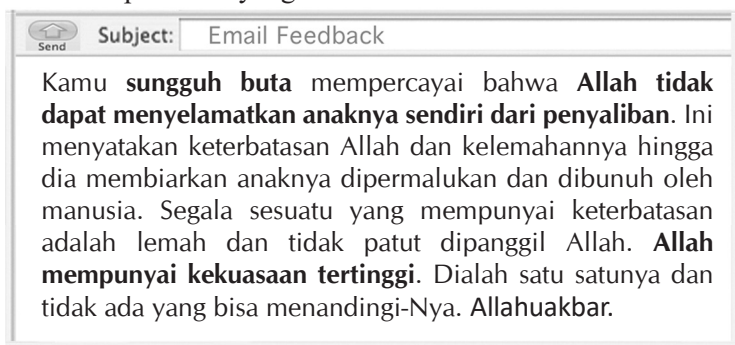 Send Subject: Email Feedback
Kamu sungguh buta mempercayai bahwa Allah tidak
dapat menyelamatkan anaknya sendiri dari penyaliban. Ini
menyatakan keterbatasan Allah dan kelemahannya hingga
dia membiarkan anaknya dipermalukan dan dibunuh oleh
manusia. Segala sesuatu yang mempunyai keterbatasan
adalah lemah dan tidak patut dipanggil Allah. Allah
mempunyai kekuasaan tertinggi. Dialah satu satunya dan
tidak ada yang bisa menandingi-Nya. Allahuakbar.